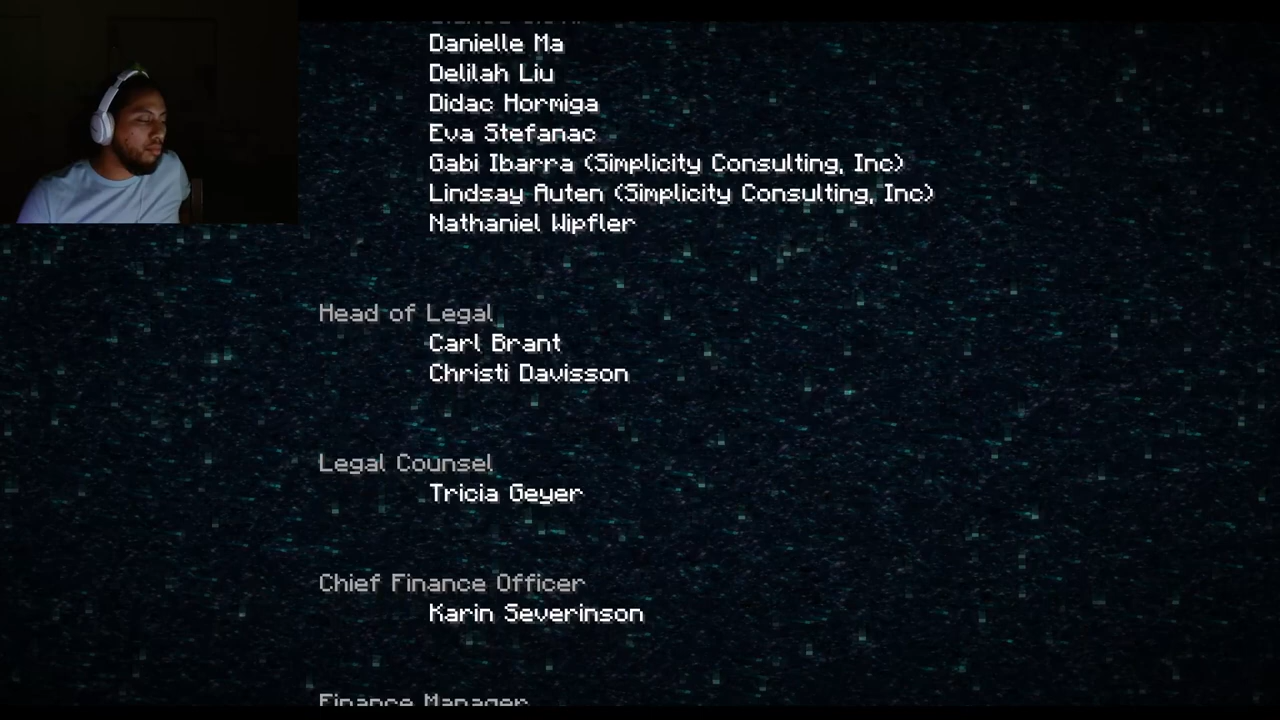 Danielle Ma
Delilah Liu
Didac Hormiga
Eva Stefanac
Gabi Ibarra (Simplicity Consulting, Inc)
Lindsay Auten (Simplicity Consulting, Inc)
Nathaniel Wipfler
Head of Legal
Carl Brant
Christi Davisson
Legal Counsel
Tricia Geyer
Chief Finance Officer
Karin Severinson
Finance Manager